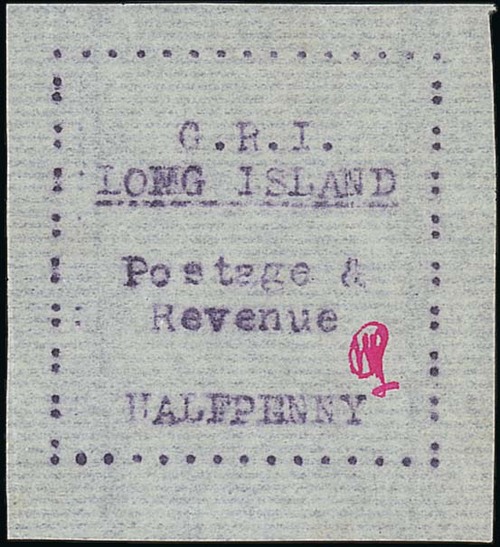 G.R.I.
LONG ISLAND
Postage &
Revenue
HALFPENNY